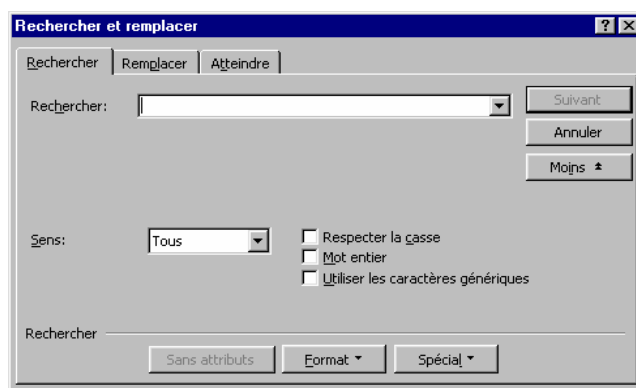 Rechercher et remplacer
Rechercher Remplacer Atteindre
Rechercher: Suivant
Annuler
Moins
Sens: Tous Respecter la casse
Mot entier
Utiliser les caractères génériques
Rechercher
Sans attributs Format Spécial